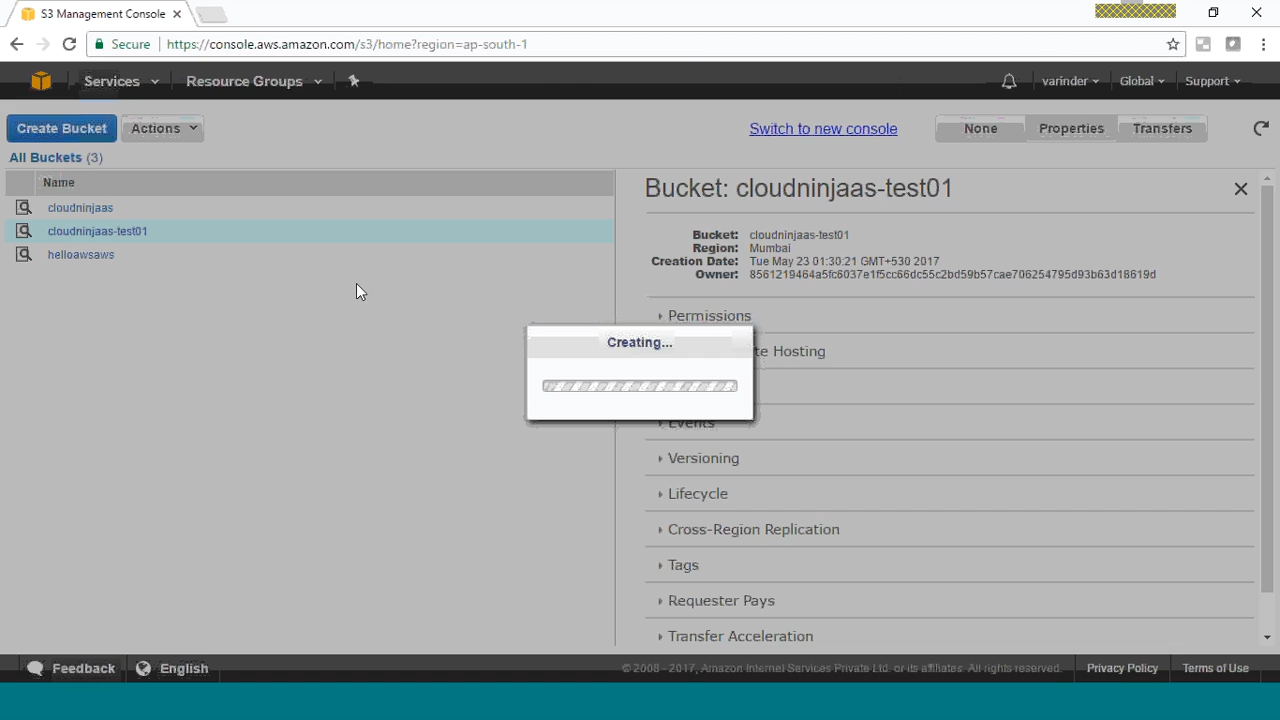 S3 Management Console
Secure
https://console.aws.amazon.com/s3/home?region=ap-south-1
Services
Resource Groups
varinder
Global
Support
Create Bucket
Actions
Switch to new console
None
Properties
Transfers
All Buckets (3)
Name
cloudninjaas
cloudninjaas-test01
helloawsaws
Bucket: cloudninjaas-test01
Bucket: cloudninjaas-test01
Region: Mumbai
Creation Date: Tue May 23 01:30:21 GMT+530 2017
Owner: 8561219464a5fc6037e1f5cc66dc55c2bd59b57cae706254795d93b63d18619d
Permissions
Creating...
te Hosting
Events
Versioning
Lifecycle
Cross-Region Replication
Tags
Requester Pays
Transfer Acceleration
Feedback
English
© 2008 - 2017, Amazon Internet Services Private Ltd. or its affiliates. All rights reserved.
Privacy Policy
Terms of Use